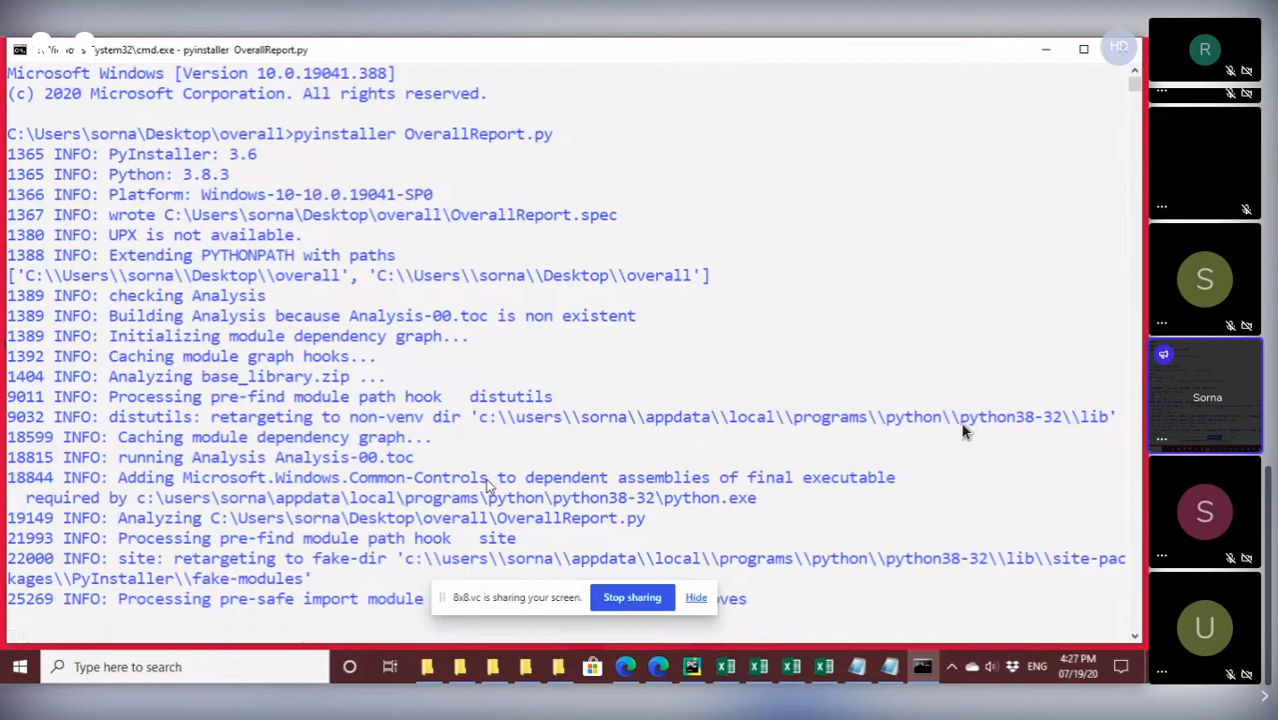 System32\cmd.exe - pyinstaller OverallReport.py
Microsoft Windows [Version 10.0.19041.388]
(c) 2020 Microsoft Corporation. All rights reserved.
C:\Users\sorna\Desktop\overall>pyinstaller OverallReport.py
1365 INFO: PyInstaller: 3.6
1365 INFO: Python: 3.8.3
1366 INFO: Platform: Windows-10-10.0.19041-SP0
1367 INFO: wrote C:\Users\sorna\Desktop\overall\OverallReport.spec
1380 INFO: UPX is not available.
1388 INFO: Extending PYTHONPATH with paths
['C:\\Users\\sorna\\Desktop\\overall', 'C:\\Users\\sorna\\Desktop\\overall']
1389 INFO: checking Analysis
1389 INFO: Building Analysis because Analysis-00.toc is non existent
1389 INFO: Initializing module dependency graph...
1392 INFO: Caching module graph hooks...
1404 INFO: Analyzing base_library.zip ...
9011 INFO: Processing pre-find module path hook   distutils
9032 INFO: distutils: retargeting to non-venv dir 'c:\\users\\sorna\\appdata\\local\\programs\\python\\python38-32\\lib'
18599 INFO: Caching module dependency graph...
18815 INFO: running Analysis Analysis-00.toc
18844 INFO: Adding Microsoft.Windows.Common-Controls to dependent assemblies of final executable
required by c:\users\sorna\appdata\local\programs\python\python38-32\python.exe
19149 INFO: Analyzing C:\Users\sorna\Desktop\overall\OverallReport.py
21993 INFO: Processing pre-find module path hook   site
22000 INFO: site: retargeting to fake-dir 'c:\\users\\sorna\\appdata\\local\\programs\\python\\python38-32\\lib\\site-pac
kages\\PyInstaller\\fake-modules'
25269 INFO: Processing pre-safe import module
8x8.vc is sharing your screen.
Stop sharing
Hide
Type here to search
ENG
4:27 PM
07/19/20
HD
R
S
Sorna
S
U